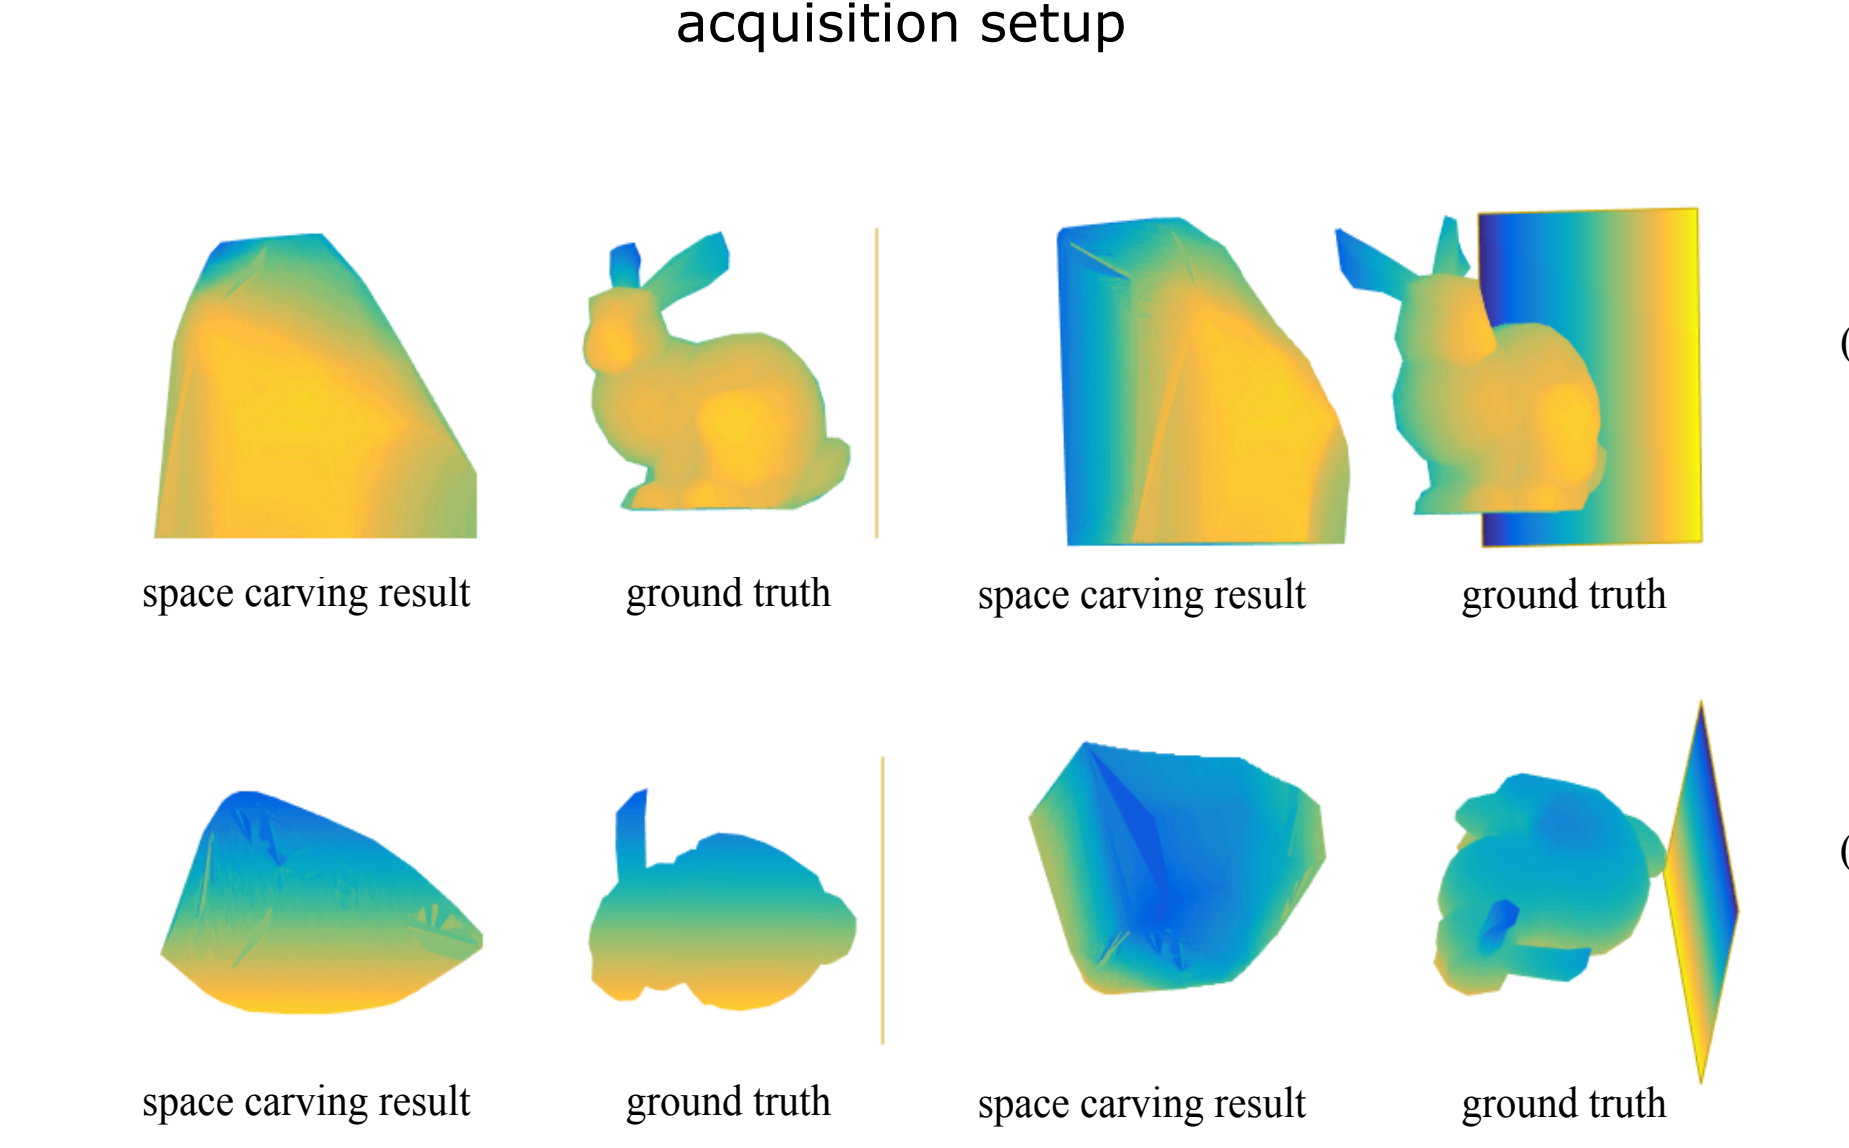 acquisition setup
(
space carving result ground truth space carving result ground truth
(
space carving result ground truth space carving result ground truth